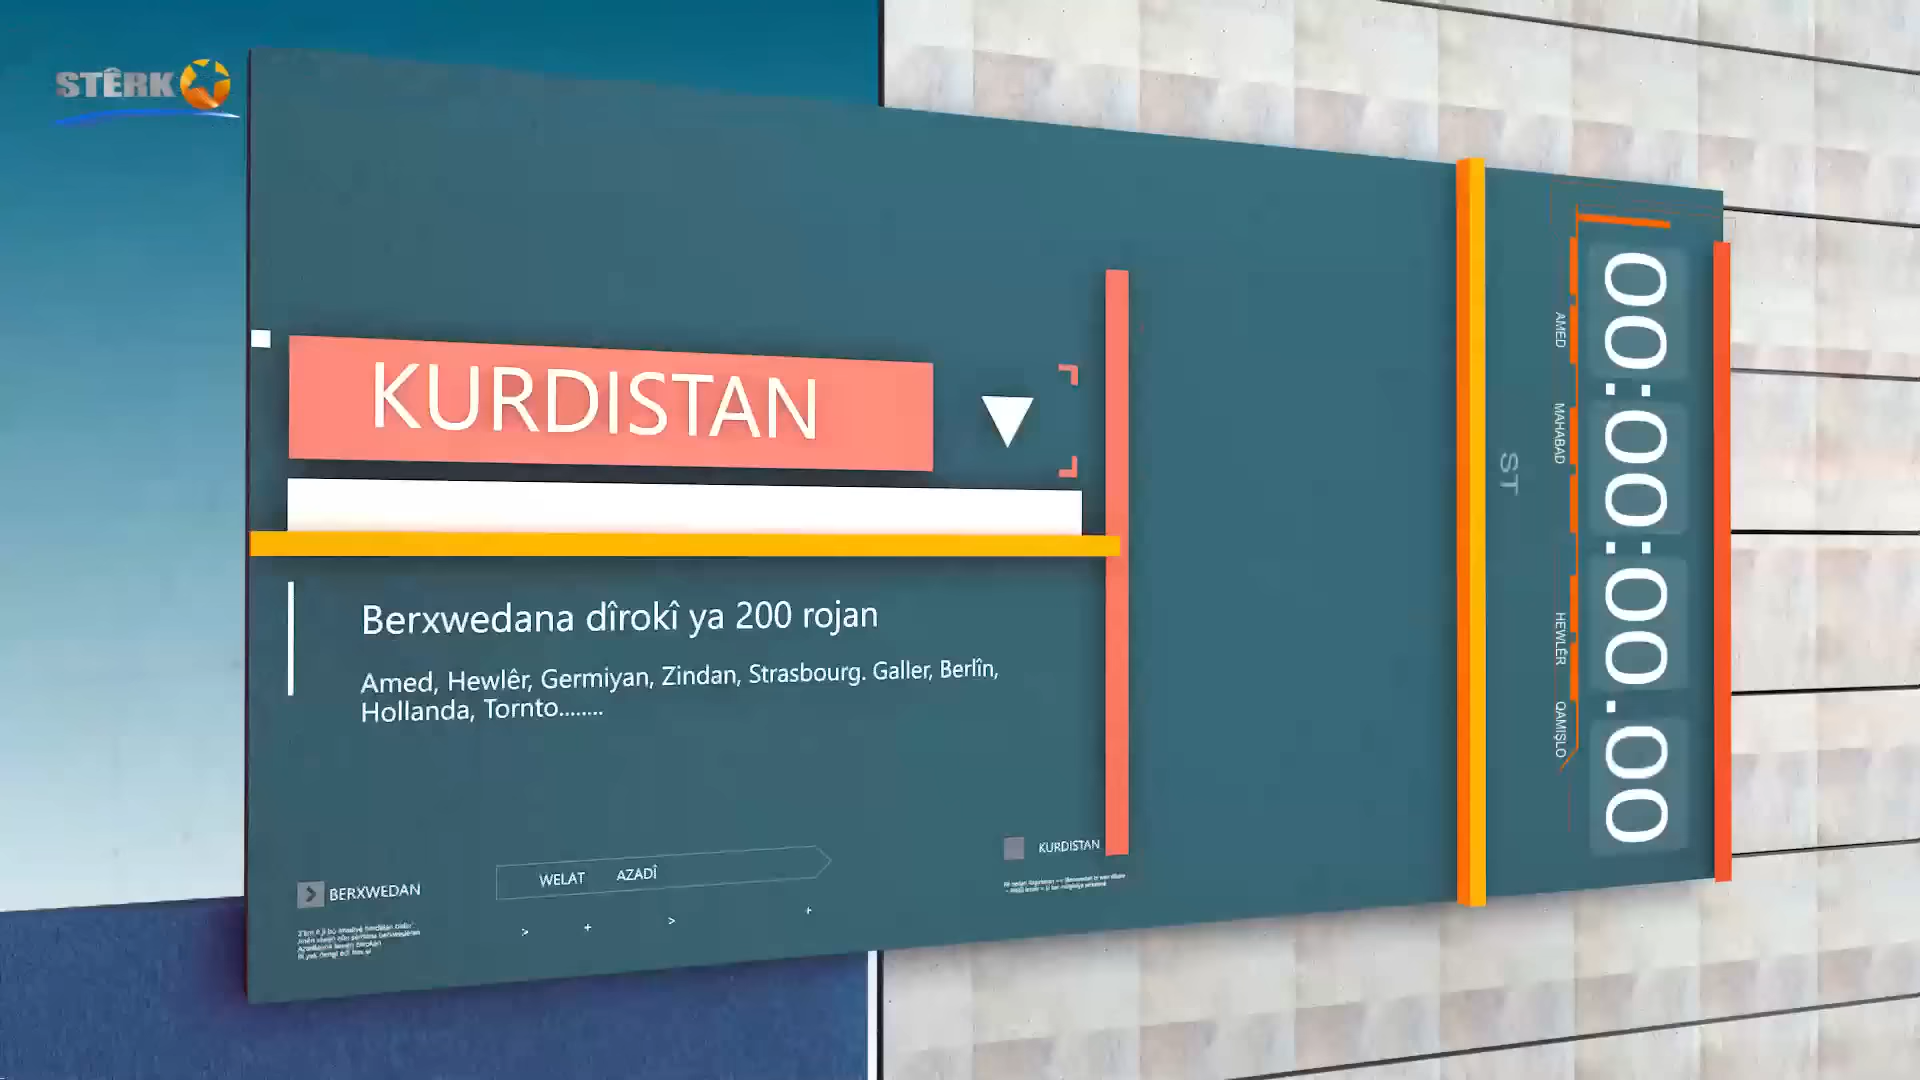 STÊRK
KURDISTAN
Berxwedana dîrokî ya 200 rojan
Amed, Hewlêr, Germiyan, Zindan, Strasbourg. Galler, Berlîn,
Hollanda, Tornto........
BERXWEDAN
WELAT AZADÎ
> + > +
KURDISTAN
ST
AMED
MAHABAD
HEWLÊR
QAMIŞLO
00:00:00.00